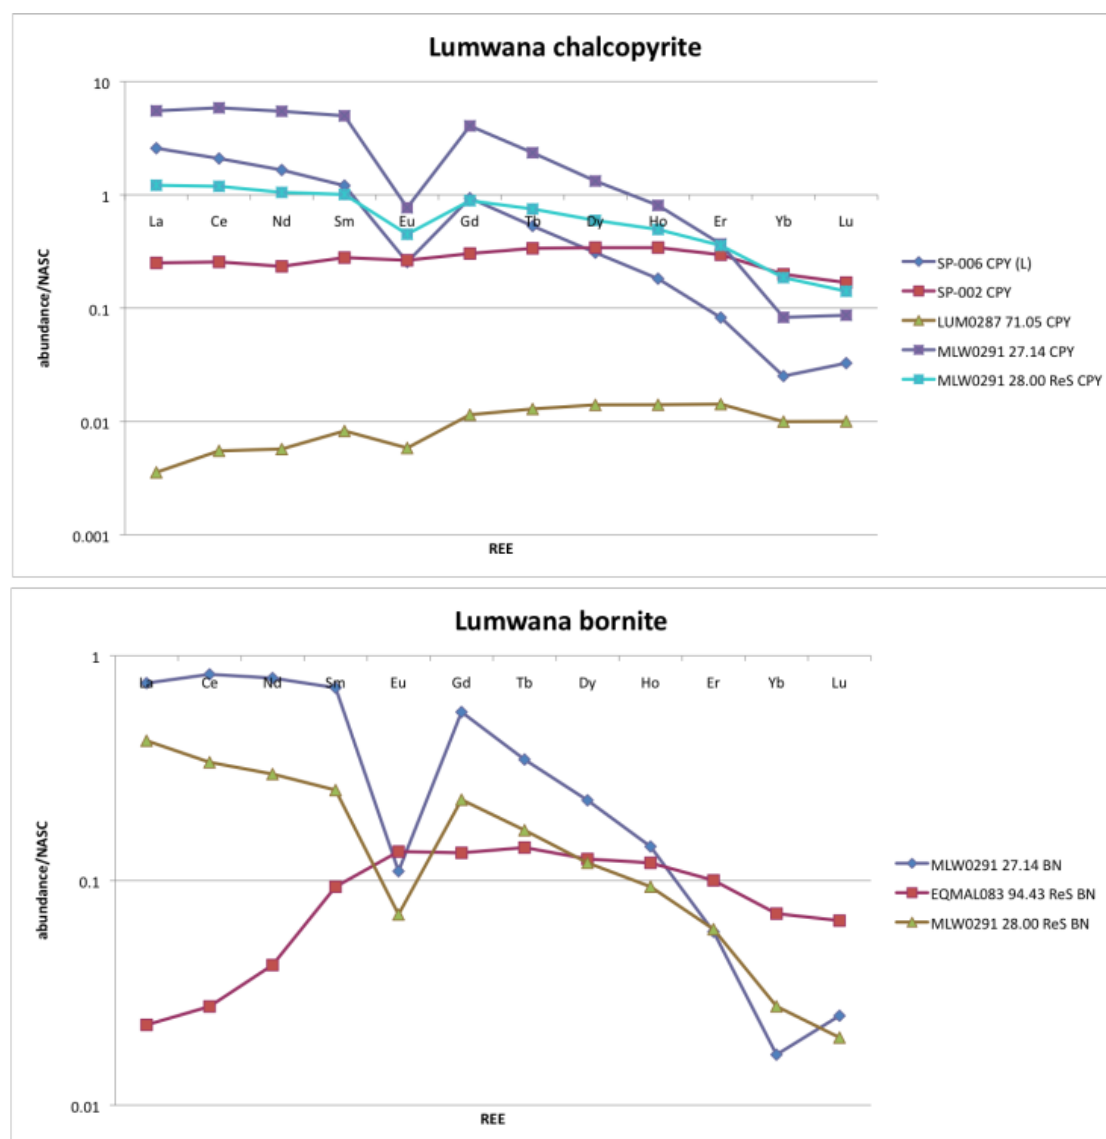 Lumwana chalcopyrite
10
1
0.1
0.01
0.001
abundance/NASC
La Ce Nd Sm Eu Gd Tb Dy Ho Er Yb Lu
REE
SP-006 CPY (L)
SP-002 CPY
LUM0287 71.05 CPY
MLW0291 27.14 CPY
MLW0291 28.00 ReS CPY
Lumwana bornite
1
0.1
0.01
abundance/NASC
La Ce Nd Sm Eu Gd Tb Dy Ho Er Yb Lu
REE
MLW0291 27.14 BN
EQMAL083 94.43 ReS BN
MLW0291 28.00 ReS BN